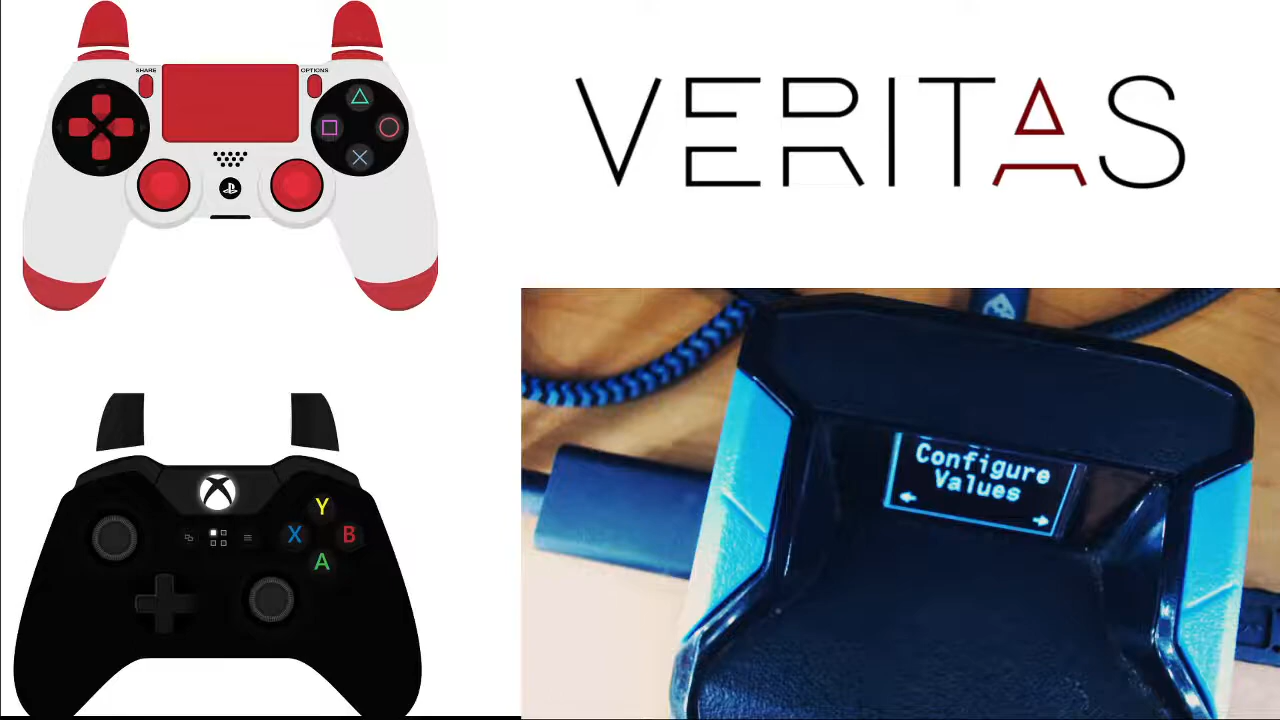 SHARE
OPTIONS
VERITAS
Y
X
B
A
Configure
Values